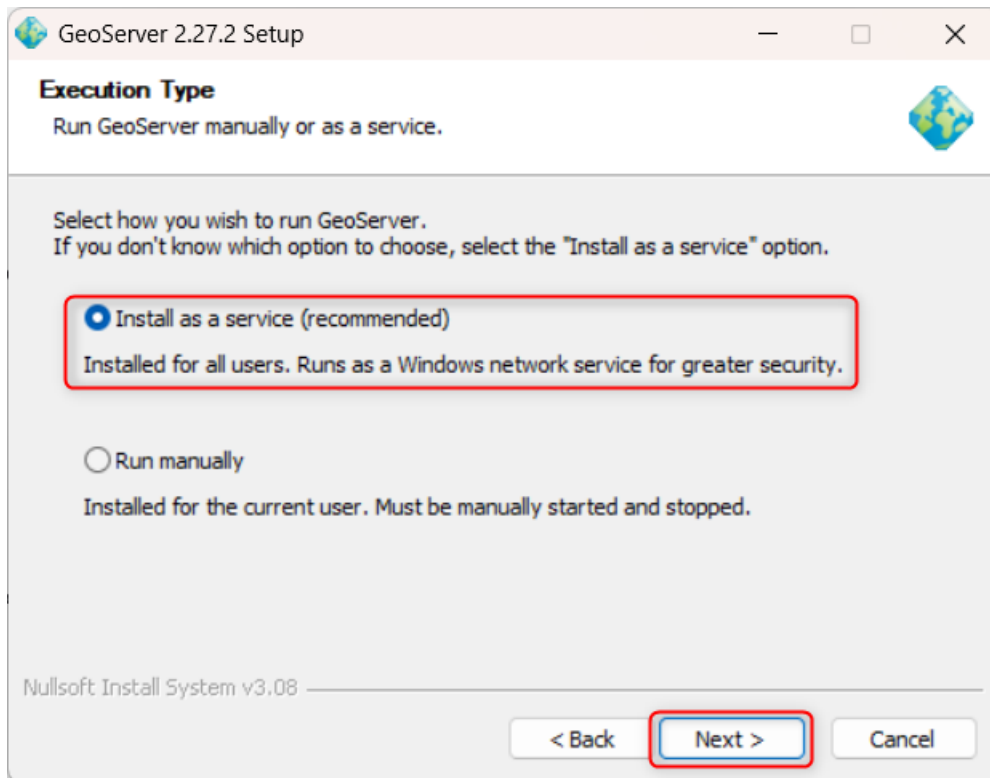 GeoServer 2.27.2 Setup
Execution Type
Run GeoServer manually or as a service.
Select how you wish to run GeoServer.
If you don't know which option to choose, select the "Install as a service" option.
Install as a service (recommended)
Installed for all users. Runs as a Windows network service for greater security.
Run manually
Installed for the current user. Must be manually started and stopped.
Nullsoft Install System v3.08
< Back Next > Cancel